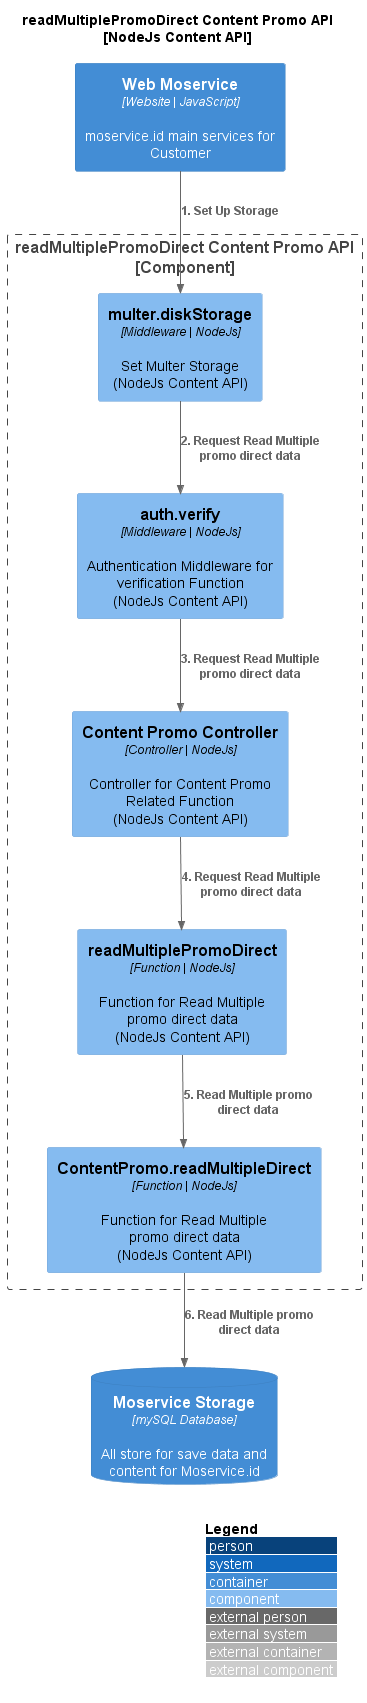 readMultiplePromoDirect Content Promo API
[NodeJs Content API]
Web Moservice
[Website | JavaScript]
moservice.id main services for
Customer
1. Set Up Storage
readMultiplePromoDirect Content Promo API
[Component]
multer.diskStorage
[Middleware | NodeJs]
Set Multer Storage
(NodeJs Content API)
2. Request Read Multiple
promo direct data
auth.verify
[Middleware | NodeJs]
Authentication Middleware for
verification Function
(NodeJs Content API)
3. Request Read Multiple
promo direct data
Content Promo Controller
[Controller | NodeJs]
Controller for Content Promo
Related Function
(NodeJs Content API)
4. Request Read Multiple
promo direct data
readMultiplePromoDirect
[Function | NodeJs]
Function for Read Multiple
promo direct data
(NodeJs Content API)
5. Read Multiple promo
direct data
ContentPromo.readMultipleDirect
[Function | NodeJs]
Function for Read Multiple
promo direct data
(NodeJs Content API)
6. Read Multiple promo
direct data
Moservice Storage
[mySQL Database]
All store for save data and
content for Moservice.id
Legend
person
system
container
component
external person
external system
external container
external component